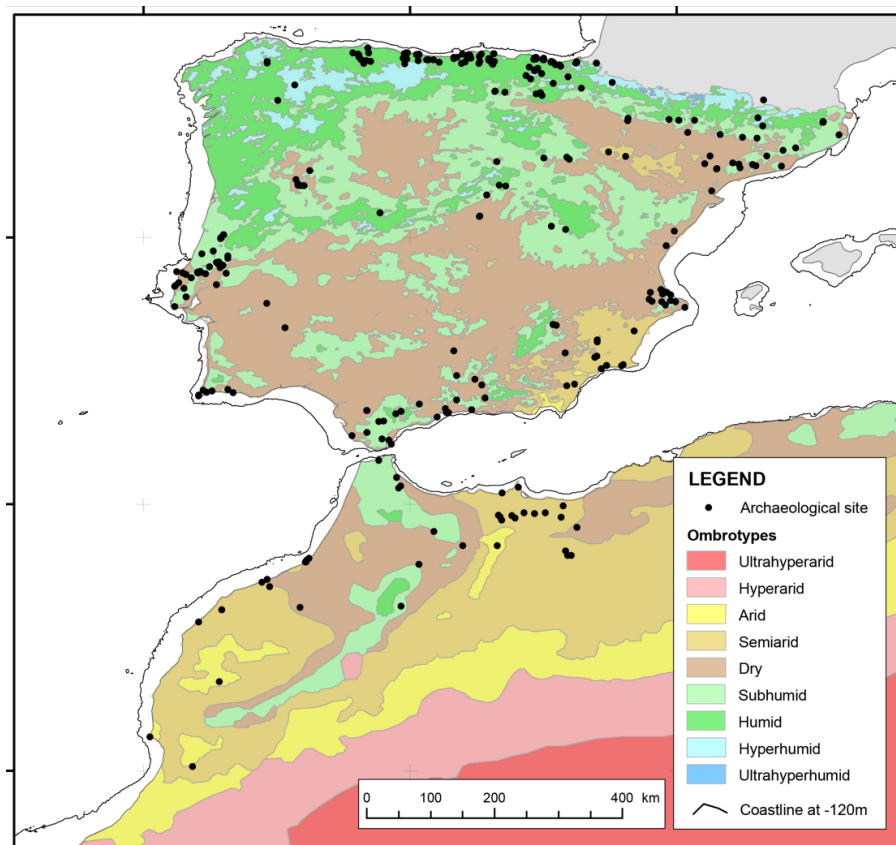 LEGEND
Archaeological site
Ombrotypes
Ultrahyperarid
Hyperarid
Arid
Semiarid
Dry
Subhumid
Humid
Hyperhumid
Ultrahyperhumid
Coastline at -120m
0 100 200 400 km